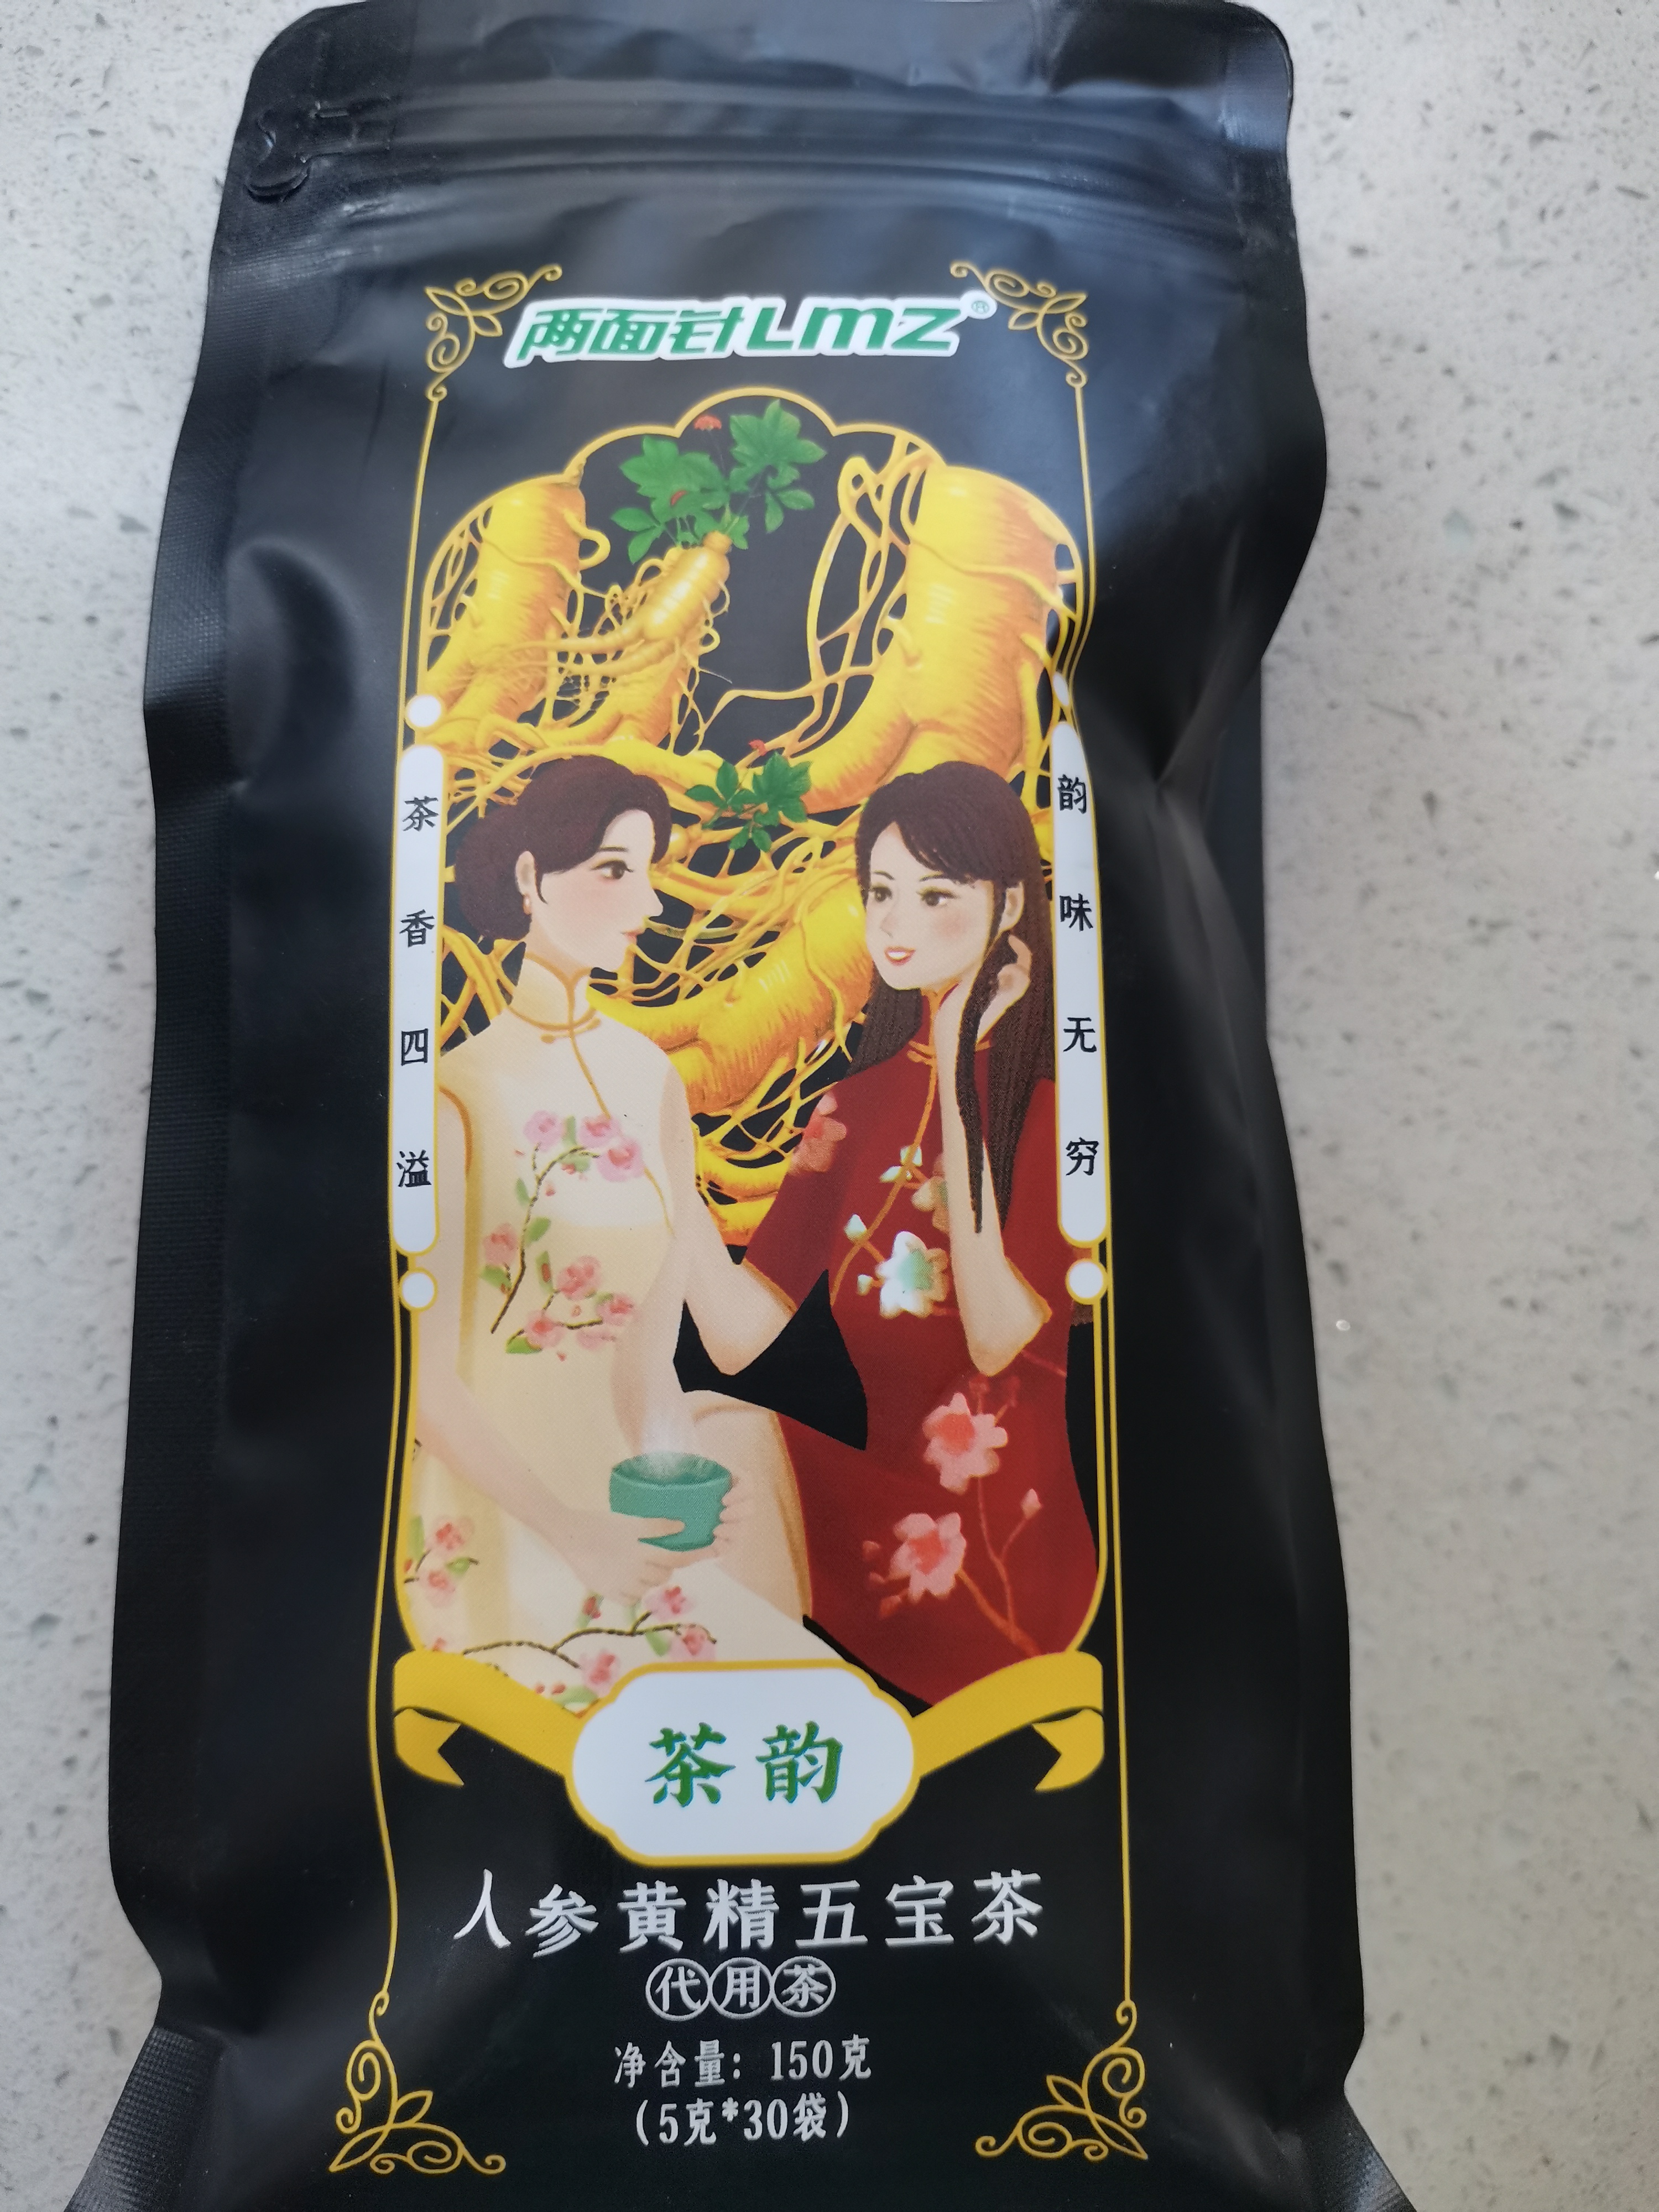 两面针LMZ®
茶香四溢
韵味无穷
茶韵
人参黄精五宝茶
代用茶
净含量：150克
(5克*30袋)